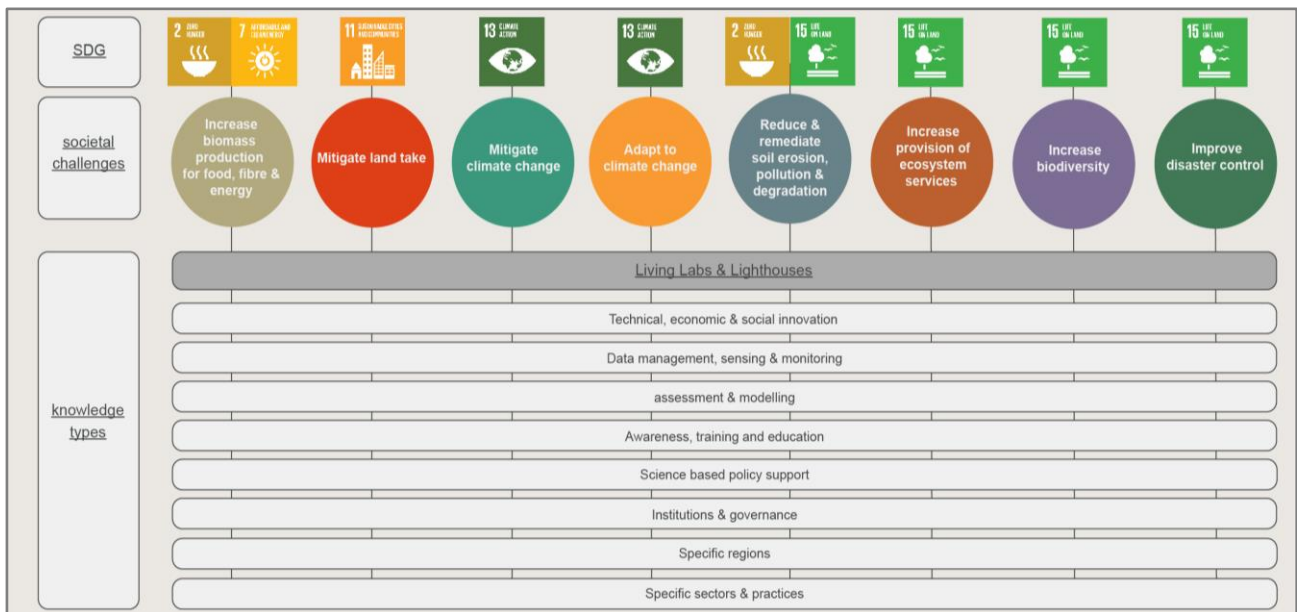 SDG
2 ZERO
HUNGER
7 AFFORDABLE AND
CLEAN ENERGY
11 SUSTAINABLE CITIES
AND COMMUNITIES
13 CLIMATE
ACTION
13 CLIMATE
ACTION
2 ZERO
HUNGER
15 LIFE
ON LAND
15 LIFE
ON LAND
15 LIFE
ON LAND
15 LIFE
ON LAND
societal
challenges
Increase
biomass
production
for food, fibre &
energy
Mitigate land take
Mitigate
climate change
Adapt to
climate change
Reduce &
remediate
soil erosion,
pollution &
degradation
Increase
provision of
ecosystem
services
Increase
biodiversity
Improve
disaster control
knowledge
types
Living Labs & Lighthouses
Technical, economic & social innovation
Data management, sensing & monitoring
assessment & modelling
Awareness, training and education
Science based policy support
Institutions & governance
Specific regions
Specific sectors & practices